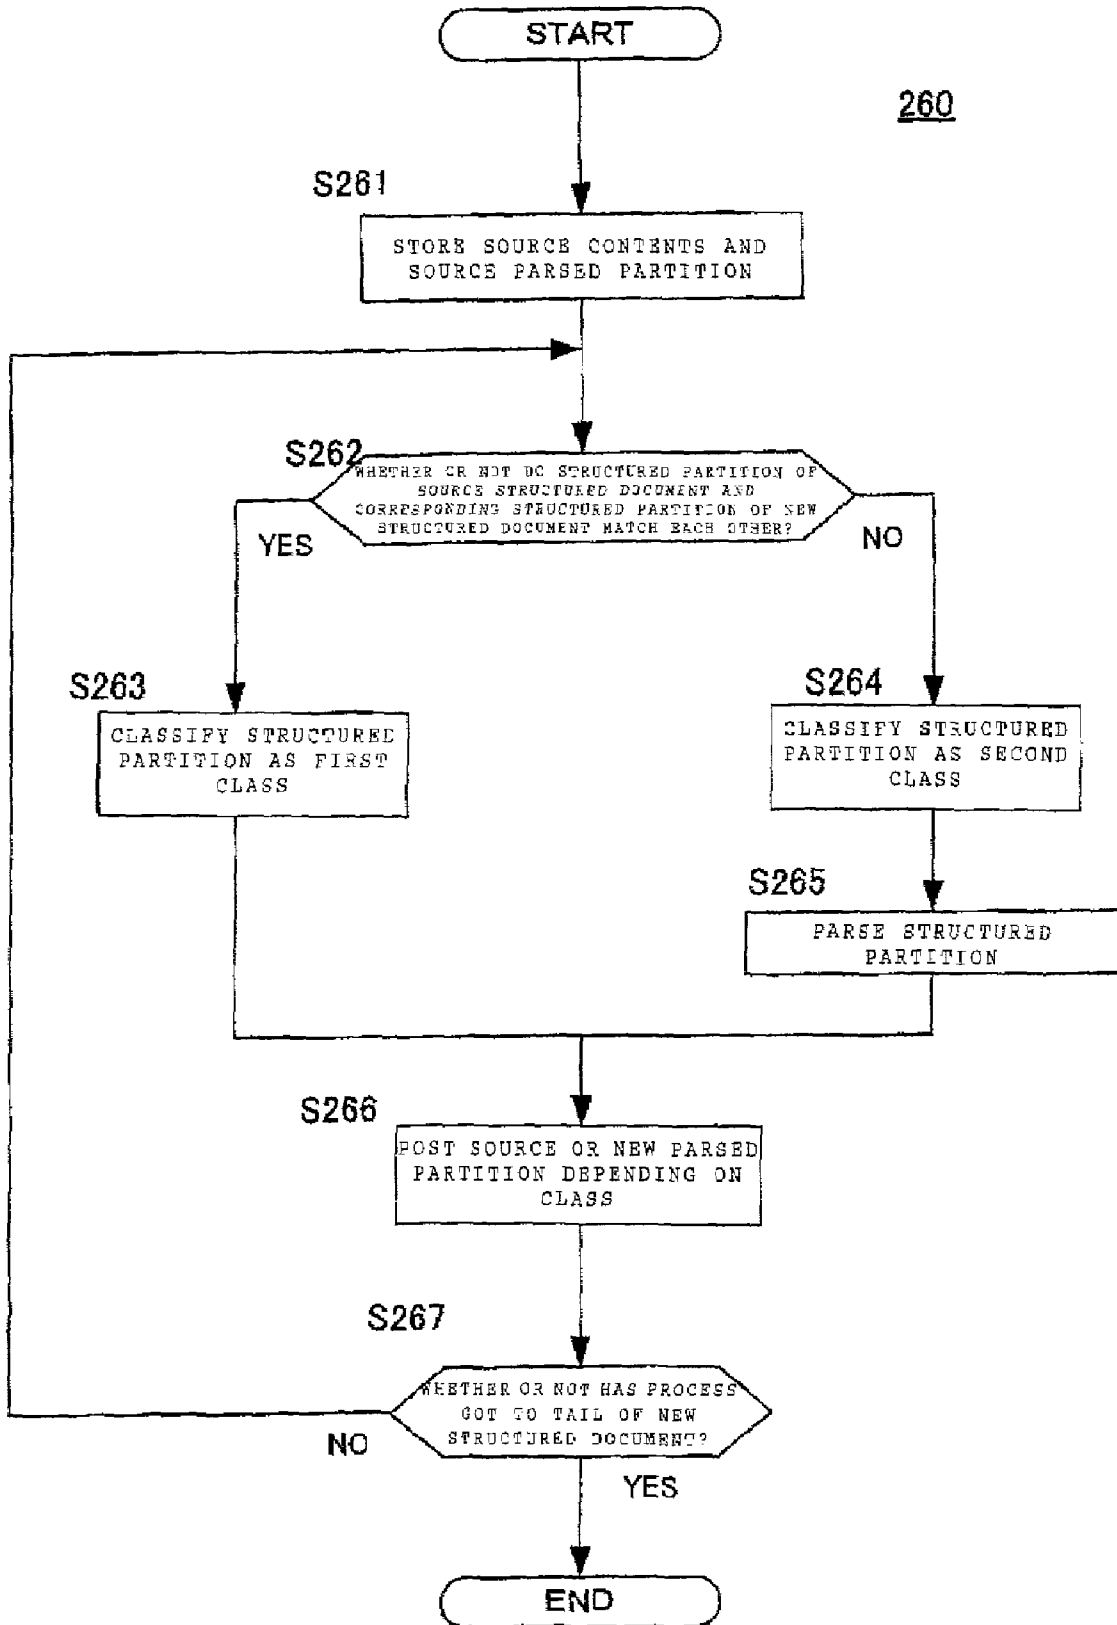 START
260
S261
STORE SOURCE CONTENTS AND
SOURCE PARSED PARTITION
S262
WHETHER OR NOT DO STRUCTURED PARTITION OF
SOURCE STRUCTURED DOCUMENT AND
CORRESPONDING STRUCTURED PARTITION OF NEW
STRUCTURED DOCUMENT MATCH EACH OTHER?
YES
NO
S263
CLASSIFY STRUCTURED
PARTITION AS FIRST
CLASS
S264
CLASSIFY STRUCTURED
PARTITION AS SECOND
CLASS
S265
PARSE STRUCTURED
PARTITION
S266
POST SOURCE OR NEW PARSED
PARTITION DEPENDING ON
CLASS
S267
WHETHER OR NOT HAS PROCESS
GOT TO TAIL OF NEW
STRUCTURED DOCUMENT?
NO
YES
END